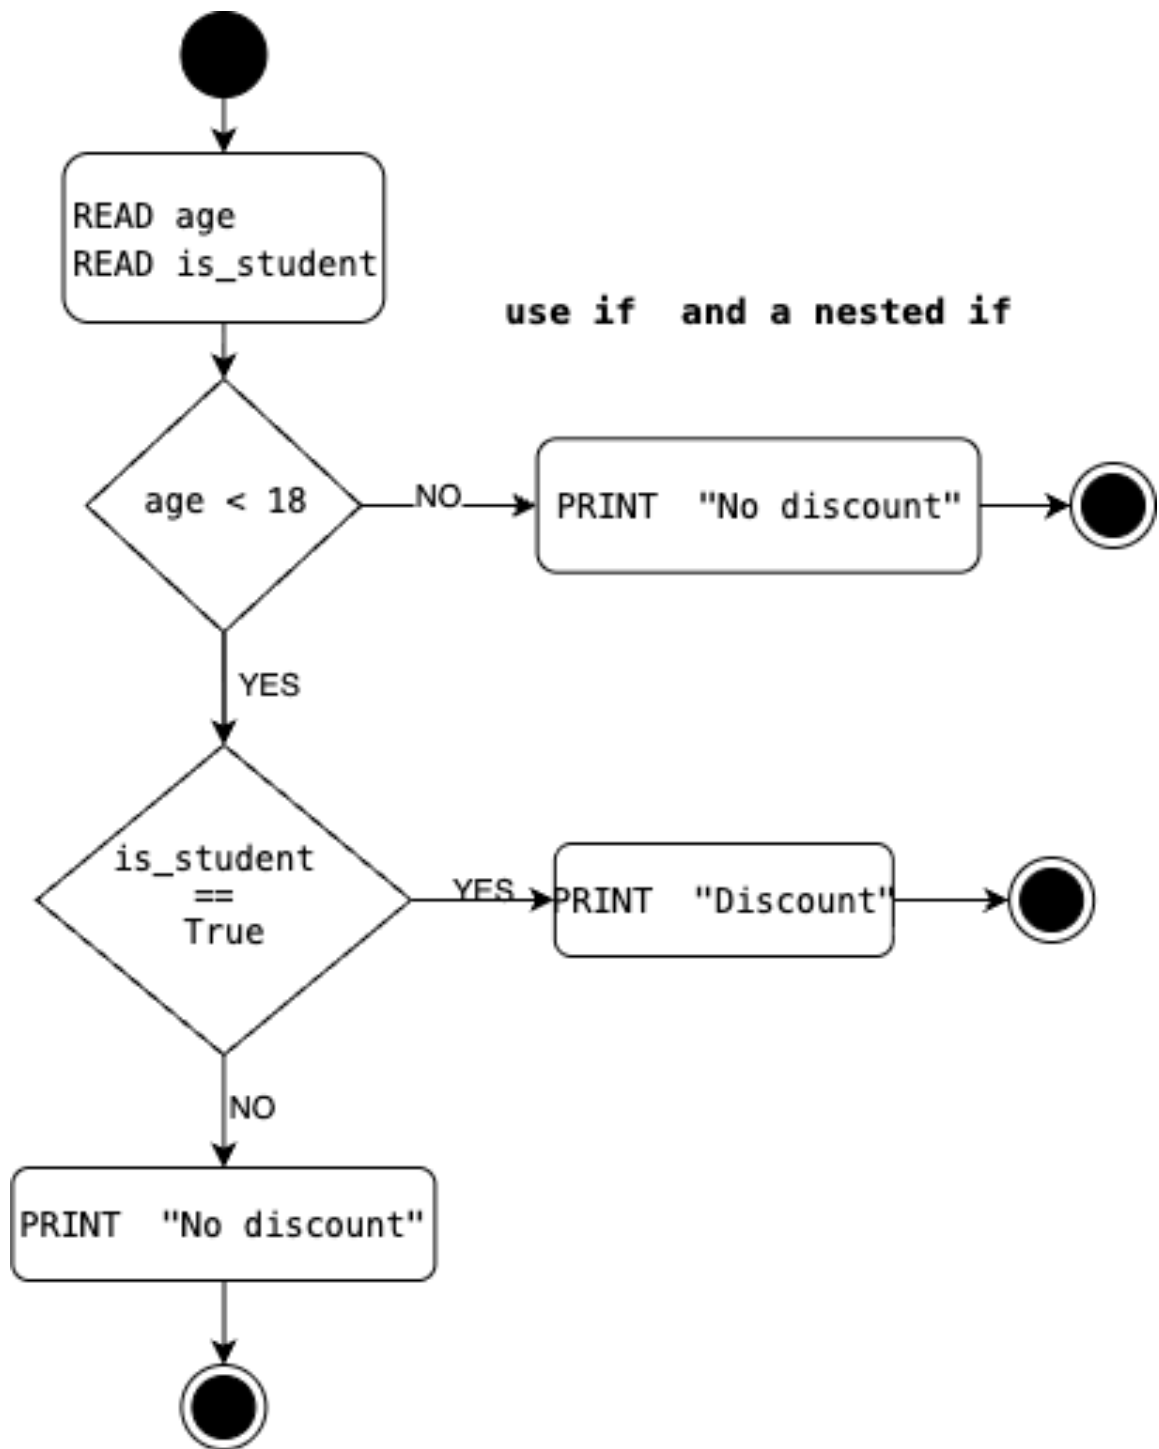 READ age
READ is_student
use if  and a nested if
age < 18
NO
PRINT  "No discount"
YES
is_student
==
True
YES
PRINT  "Discount"
NO
PRINT  "No discount"